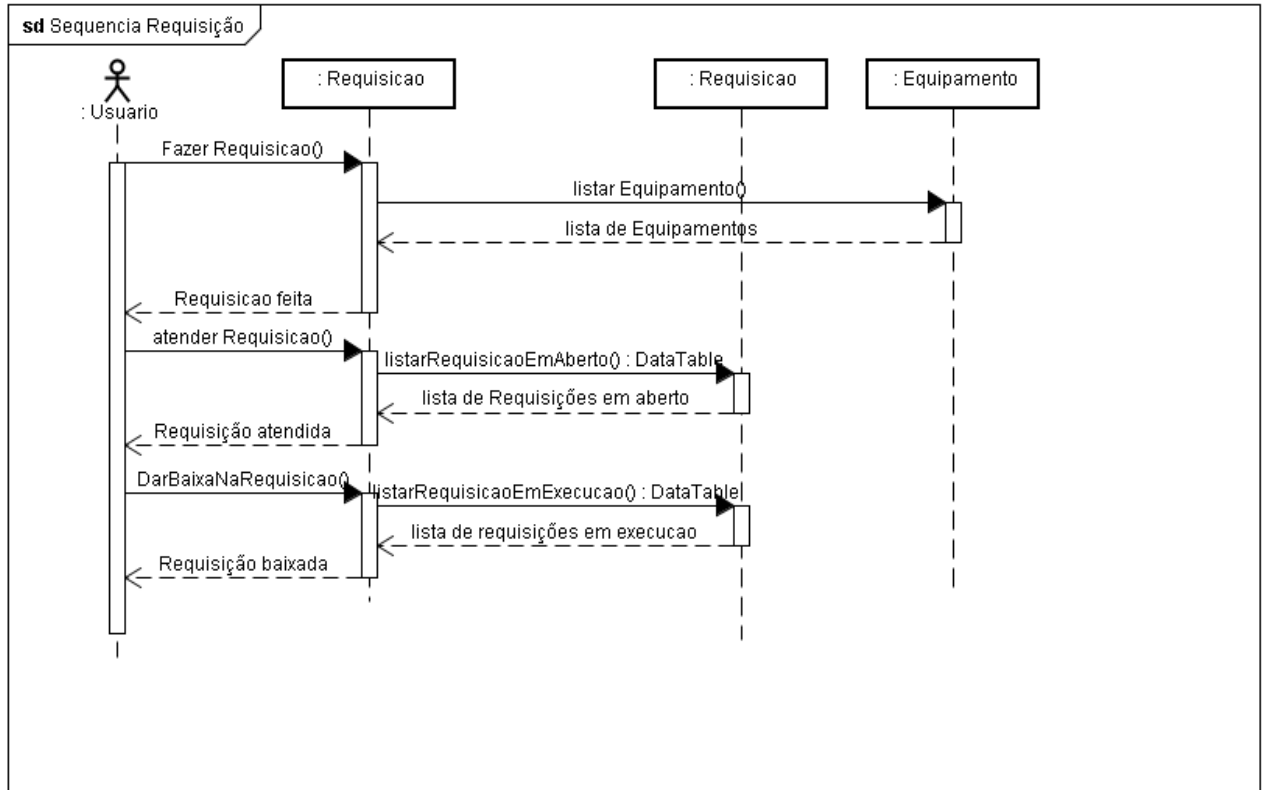 sd Sequencia Requisição
: Usuario
: Requisicao
: Requisicao
: Equipamento
Fazer Requisicao()
listar Equipamento()
lista de Equipamentos
Requisicao feita
atender Requisicao()
listarRequisicaoEmAberto() : DataTable
lista de Requisições em aberto
Requisição atendida
DarBaixaNaRequisicao()
listarRequisicaoEmExecucao() : DataTable
lista de requisições em execucao
Requisição baixada